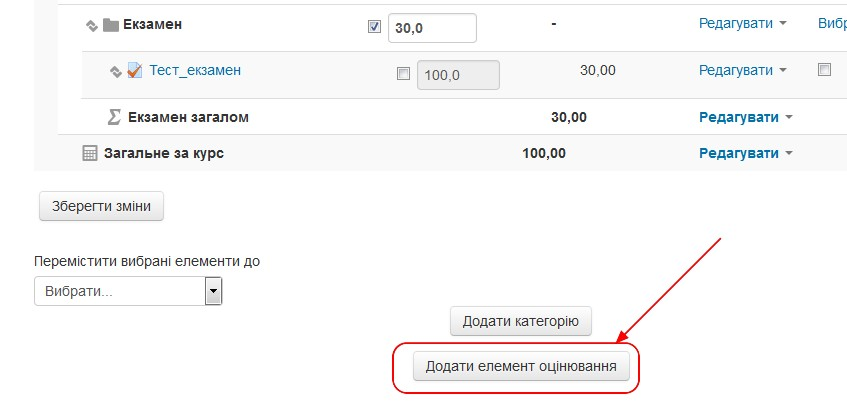 Екзамен 30,0 - Редагувати Вибр
Тест_екзамен 100,0 30,00 Редагувати
Екзамен загалом 30,00 Редагувати
Загальне за курс 100,00 Редагувати
Зберегти зміни
Перемістити вибрані елементи до
Вибрати...
Додати категорію
Додати елемент оцінювання